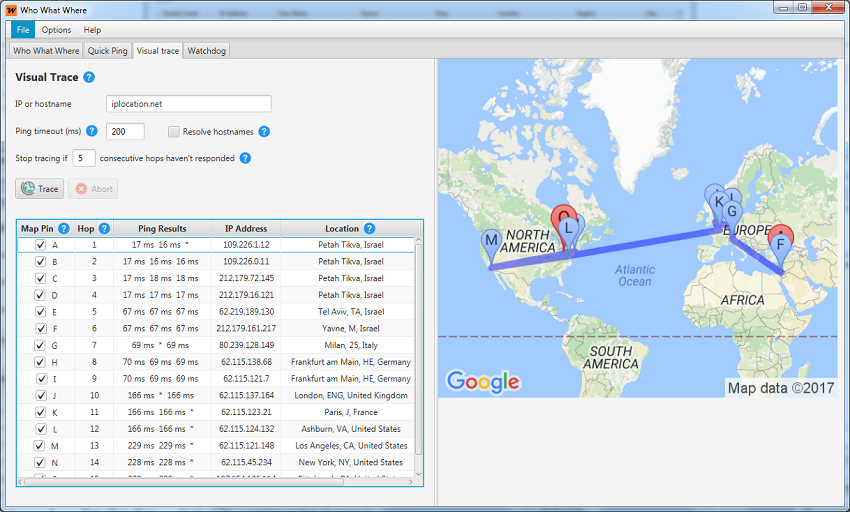 Who What Where
File Options Help
Who What Where Quick Ping Visual trace Watchdog
Visual Trace ?
IP or hostname iplocation.net
Ping timeout (ms) ? 200 Resolve hostnames ?
Stop tracing if 5 consecutive hops haven't responded ?
Trace Abort
Map Pin ? Hop ? Ping Results IP Address Location ?
A 1 17 ms 16 ms * 109.226.1.12 Petah Tikva, Israel
B 2 17 ms 16 ms 16 ms 109.226.0.11 Petah Tikva, Israel
C 3 17 ms 18 ms 18 ms 212.179.72.145 Petah Tikva, Israel
D 4 17 ms 17 ms 17 ms 212.179.16.121 Petah Tikva, Israel
E 5 67 ms 67 ms 67 ms 62.219.189.130 Tel Aviv, TA, Israel
F 6 67 ms 67 ms 67 ms 212.179.161.217 Yavne, M, Israel
G 7 69 ms * 69 ms 80.239.128.149 Milan, 25, Italy
H 8 70 ms 69 ms 69 ms 62.115.138.68 Frankfurt am Main, HE, Germany
I 9 70 ms 69 ms 69 ms 62.115.121.7 Frankfurt am Main, HE, Germany
J 10 166 ms * 166 ms 62.115.137.164 London, ENG, United Kingdom
K 11 166 ms 166 ms * 62.115.123.21 Paris, J, France
L 12 166 ms 166 ms * 62.115.124.132 Ashburn, VA, United States
M 13 229 ms 229 ms * 62.115.121.148 Los Angeles, CA, United States
N 14 228 ms 228 ms * 62.115.45.234 New York, NY, United States
M
L
K
G
F
NORTH
AMERICA
EUROPE
Atlantic
Ocean
AFRICA
SOUTH
AMERICA
Google
Map data ©2017